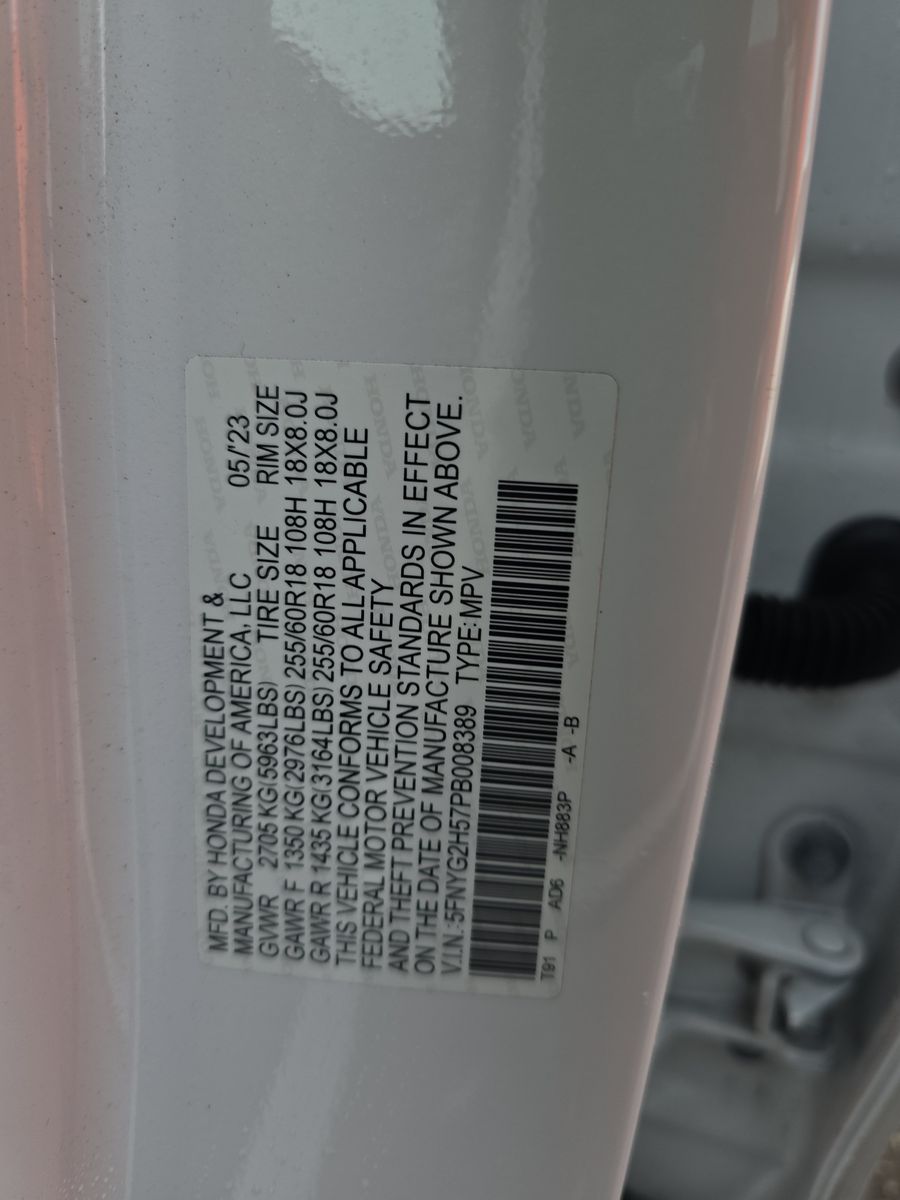 MFD. BY HONDA DEVELOPMENT &
MANUFACTURING OF AMERICA, LLC 05/'23
GVWR 2705 KG(5963LBS) TIRE SIZE RIM SIZE
GAWR F 1350 KG(2976LBS) 255/60R18 108H 18X8.0J
GAWR R 1435 KG(3164LBS) 255/60R18 108H 18X8.0J
THIS VEHICLE CONFORMS TO ALL APPLICABLE
FEDERAL MOTOR VEHICLE SAFETY
AND THEFT PREVENTION STANDARDS IN EFFECT
ON THE DATE OF MANUFACTURE SHOWN ABOVE.
V.I.N.:5FNYG2H57PB008389 TYPE: MPV
T91 P AD6 -NH883P -A -B